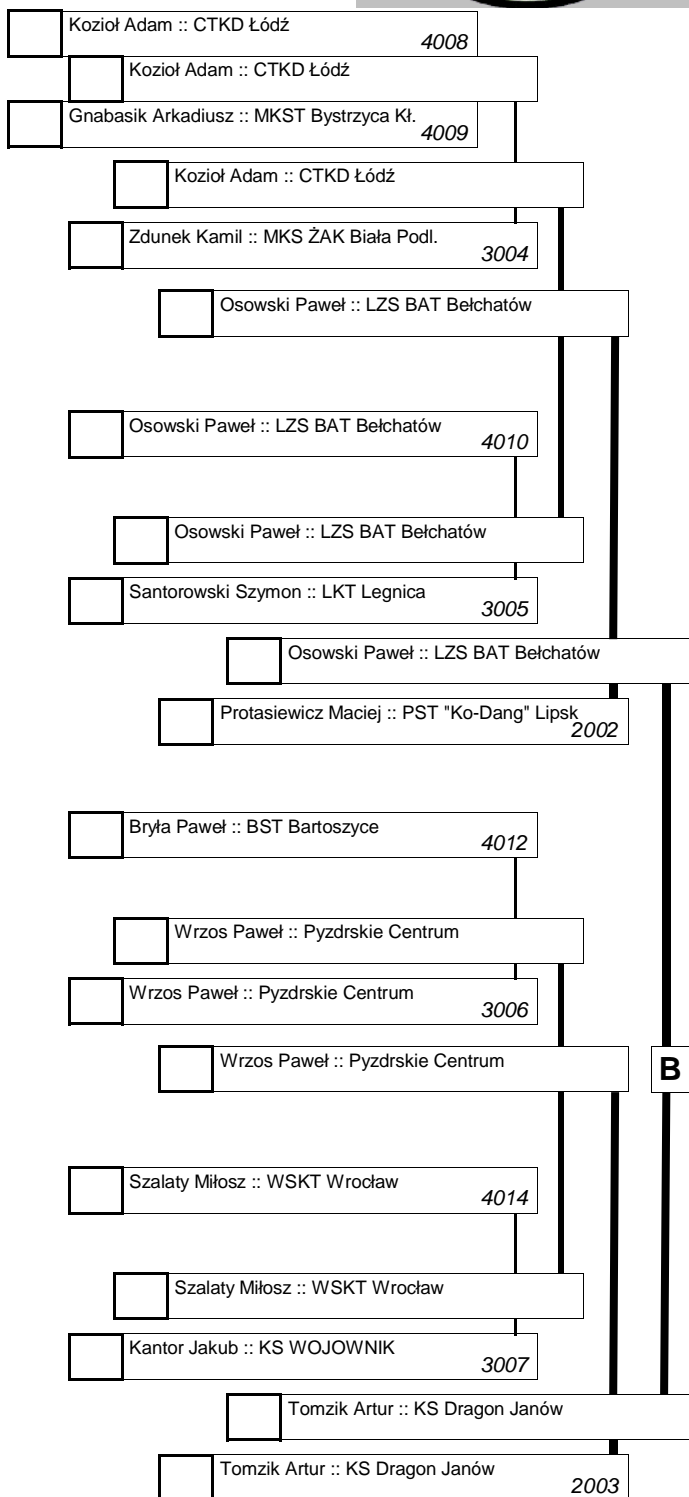 Kozioł Adam :: CTKD Łódź
4008
Kozioł Adam :: CTKD Łódź
Gnabasik Arkadiusz :: MKST Bystrzyca Kł.
4009
Kozioł Adam :: CTKD Łódź
Zdunek Kamil :: MKS ŻAK Biała Podl.
3004
Osowski Paweł :: LZS BAT Bełchatów
Osowski Paweł :: LZS BAT Bełchatów
4010
Osowski Paweł :: LZS BAT Bełchatów
Santorowski Szymon :: LKT Legnica
3005
Osowski Paweł :: LZS BAT Bełchatów
Protasiewicz Maciej :: PST "Ko-Dang" Lipsk
2002
Bryła Paweł :: BST Bartoszyce
4012
Wrzos Paweł :: Pyzdrskie Centrum
Wrzos Paweł :: Pyzdrskie Centrum
3006
Wrzos Paweł :: Pyzdrskie Centrum
B
Szalaty Miłosz :: WSKT Wrocław
4014
Szalaty Miłosz :: WSKT Wrocław
Kantor Jakub :: KS WOJOWNIK
3007
Tomzik Artur :: KS Dragon Janów
Tomzik Artur :: KS Dragon Janów
2003